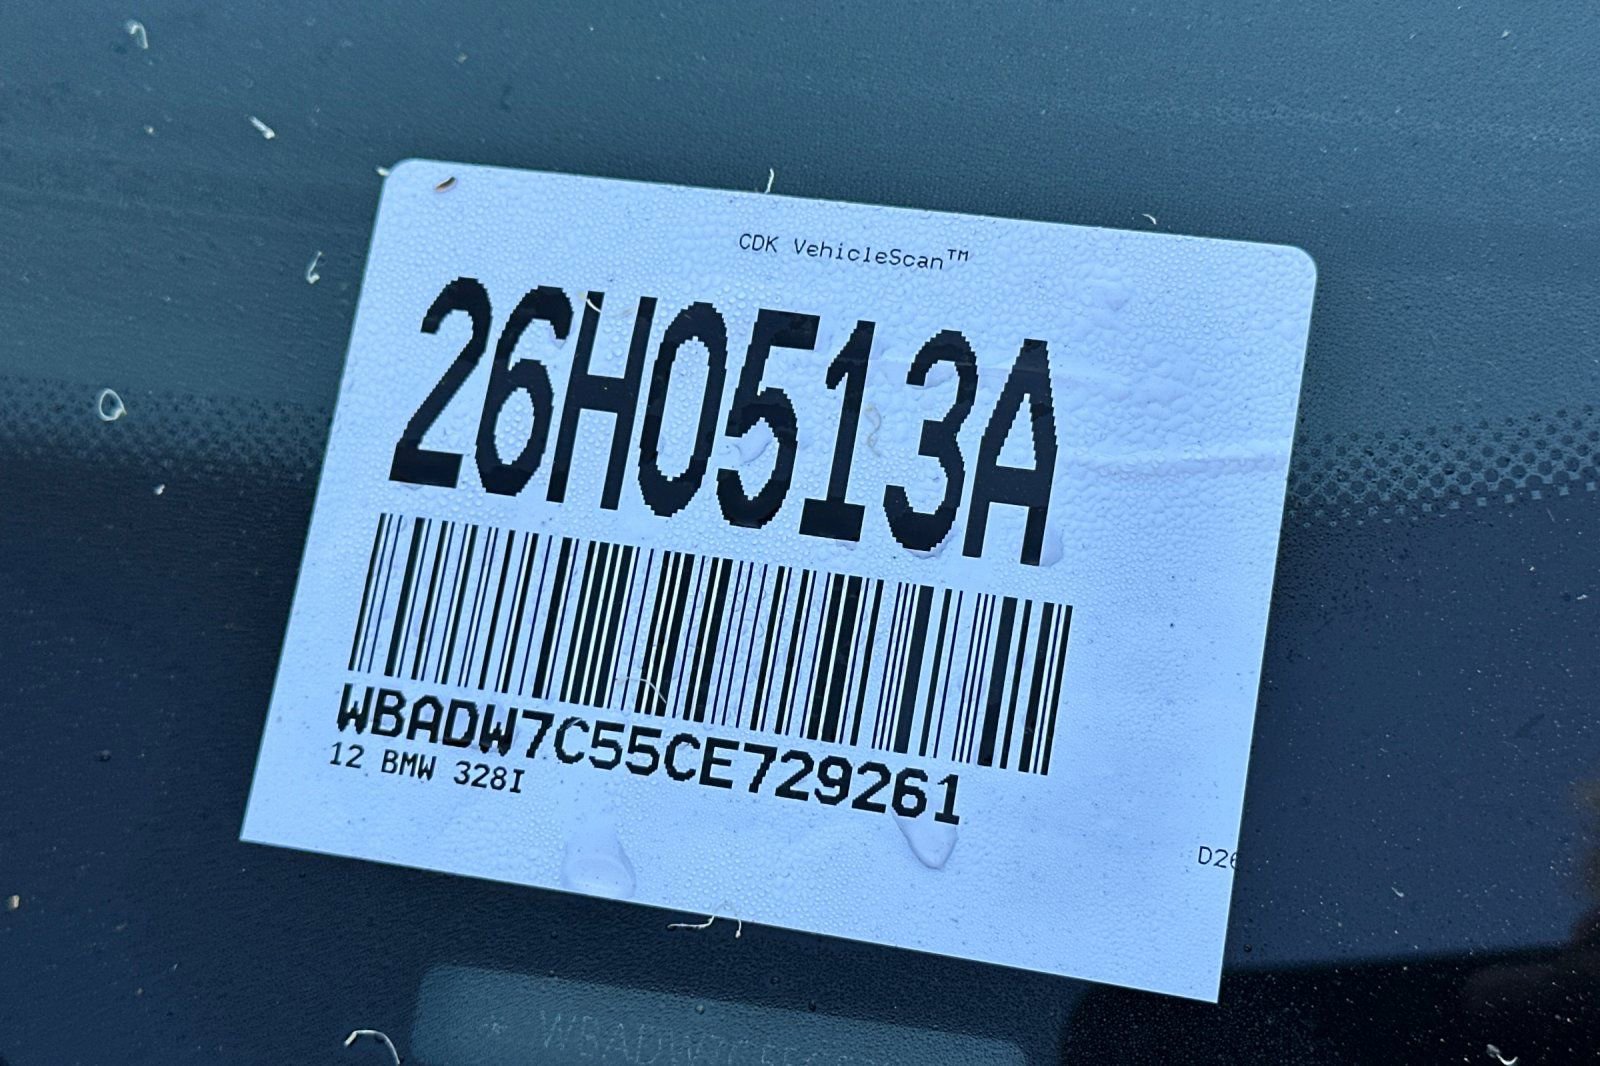 CDK VehicleScan™
26H0513A
WBADW7C55CE729261
12 BMW 328I
D26